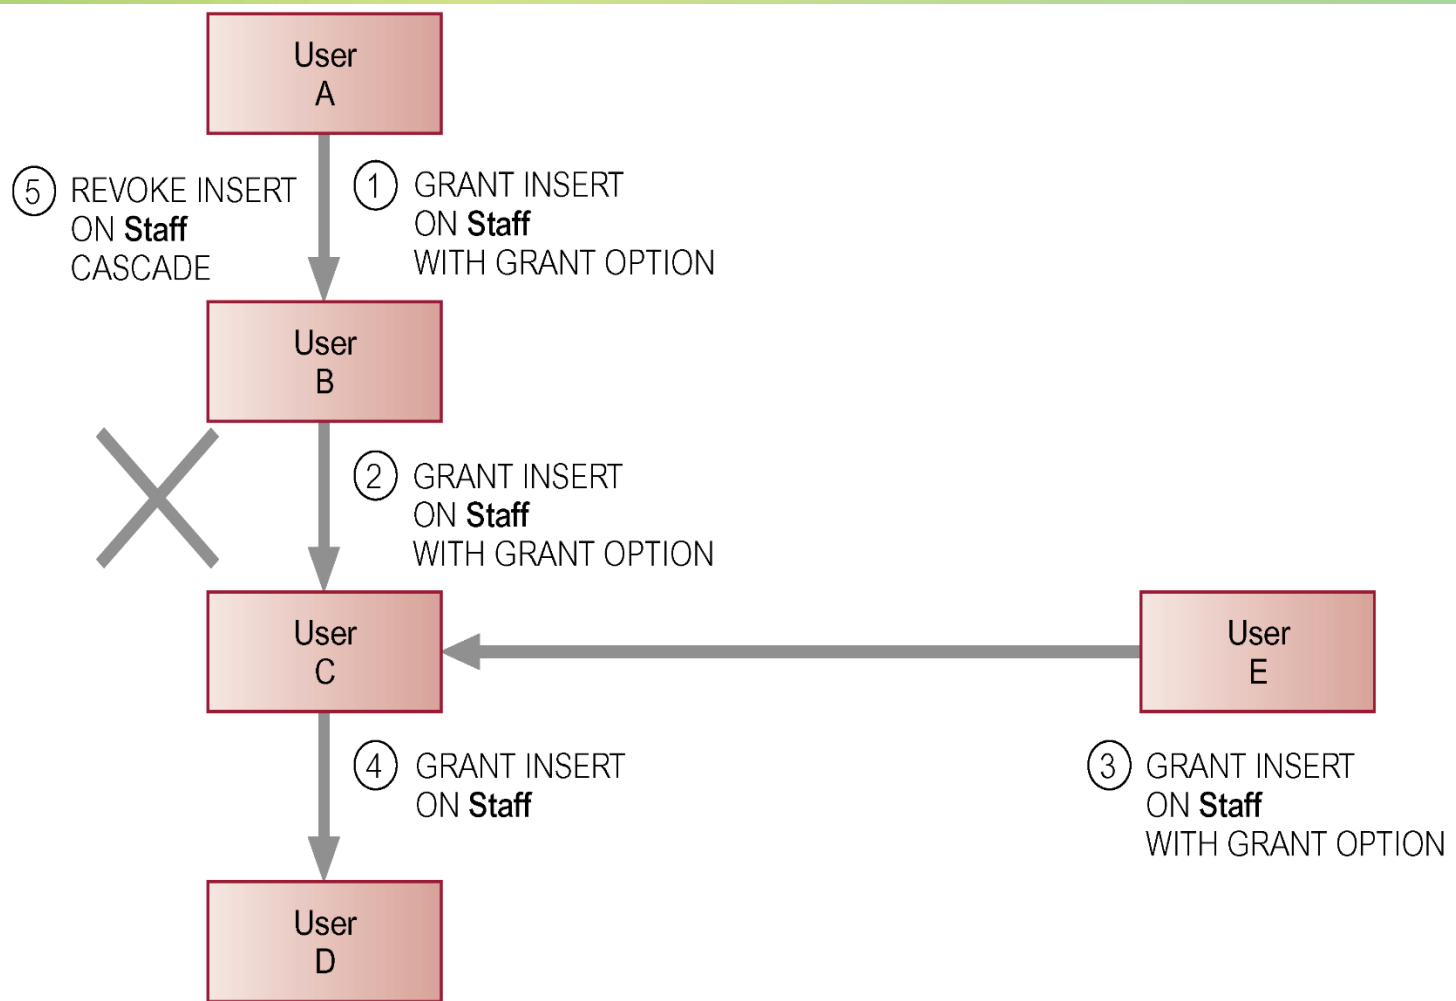 User
A
5 REVOKE INSERT
ON Staff
CASCADE
1 GRANT INSERT
ON Staff
WITH GRANT OPTION
User
B
2 GRANT INSERT
ON Staff
WITH GRANT OPTION
User
C
User
E
4 GRANT INSERT
ON Staff
3 GRANT INSERT
ON Staff
WITH GRANT OPTION
User
D